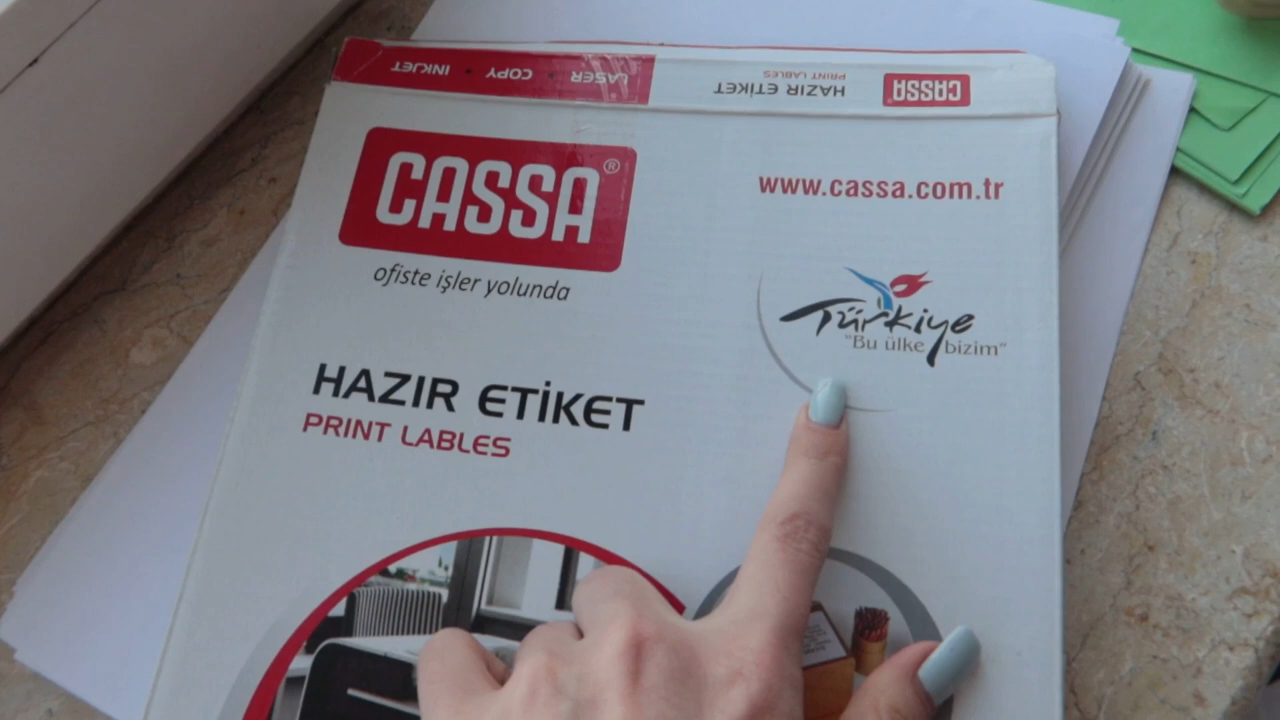 LASER • COPY • INKJET
HAZIR ETİKET
PRINT LABLES
CASSA
CASSA®
ofiste işler yolunda
www.cassa.com.tr
Türkiye
"Bu ülke bizim"
HAZIR ETİKET
PRINT LABLES